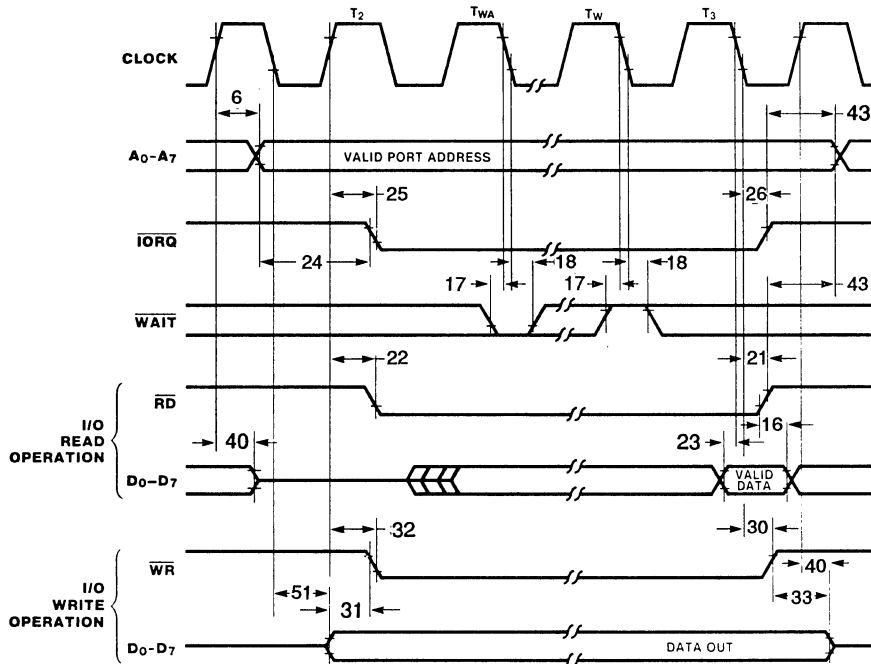 T2 TWA TW T3
CLOCK
6
43
A0-A7 VALID PORT ADDRESS
25
26
IORQ
24
18
18
17
17
43
WAIT
22
21
RD
I/O
READ
OPERATION
16
40
23
D0-D7
VALID
DATA
32
30
WR
40
I/O
WRITE
OPERATION
51
31
33
D0-D7 DATA OUT